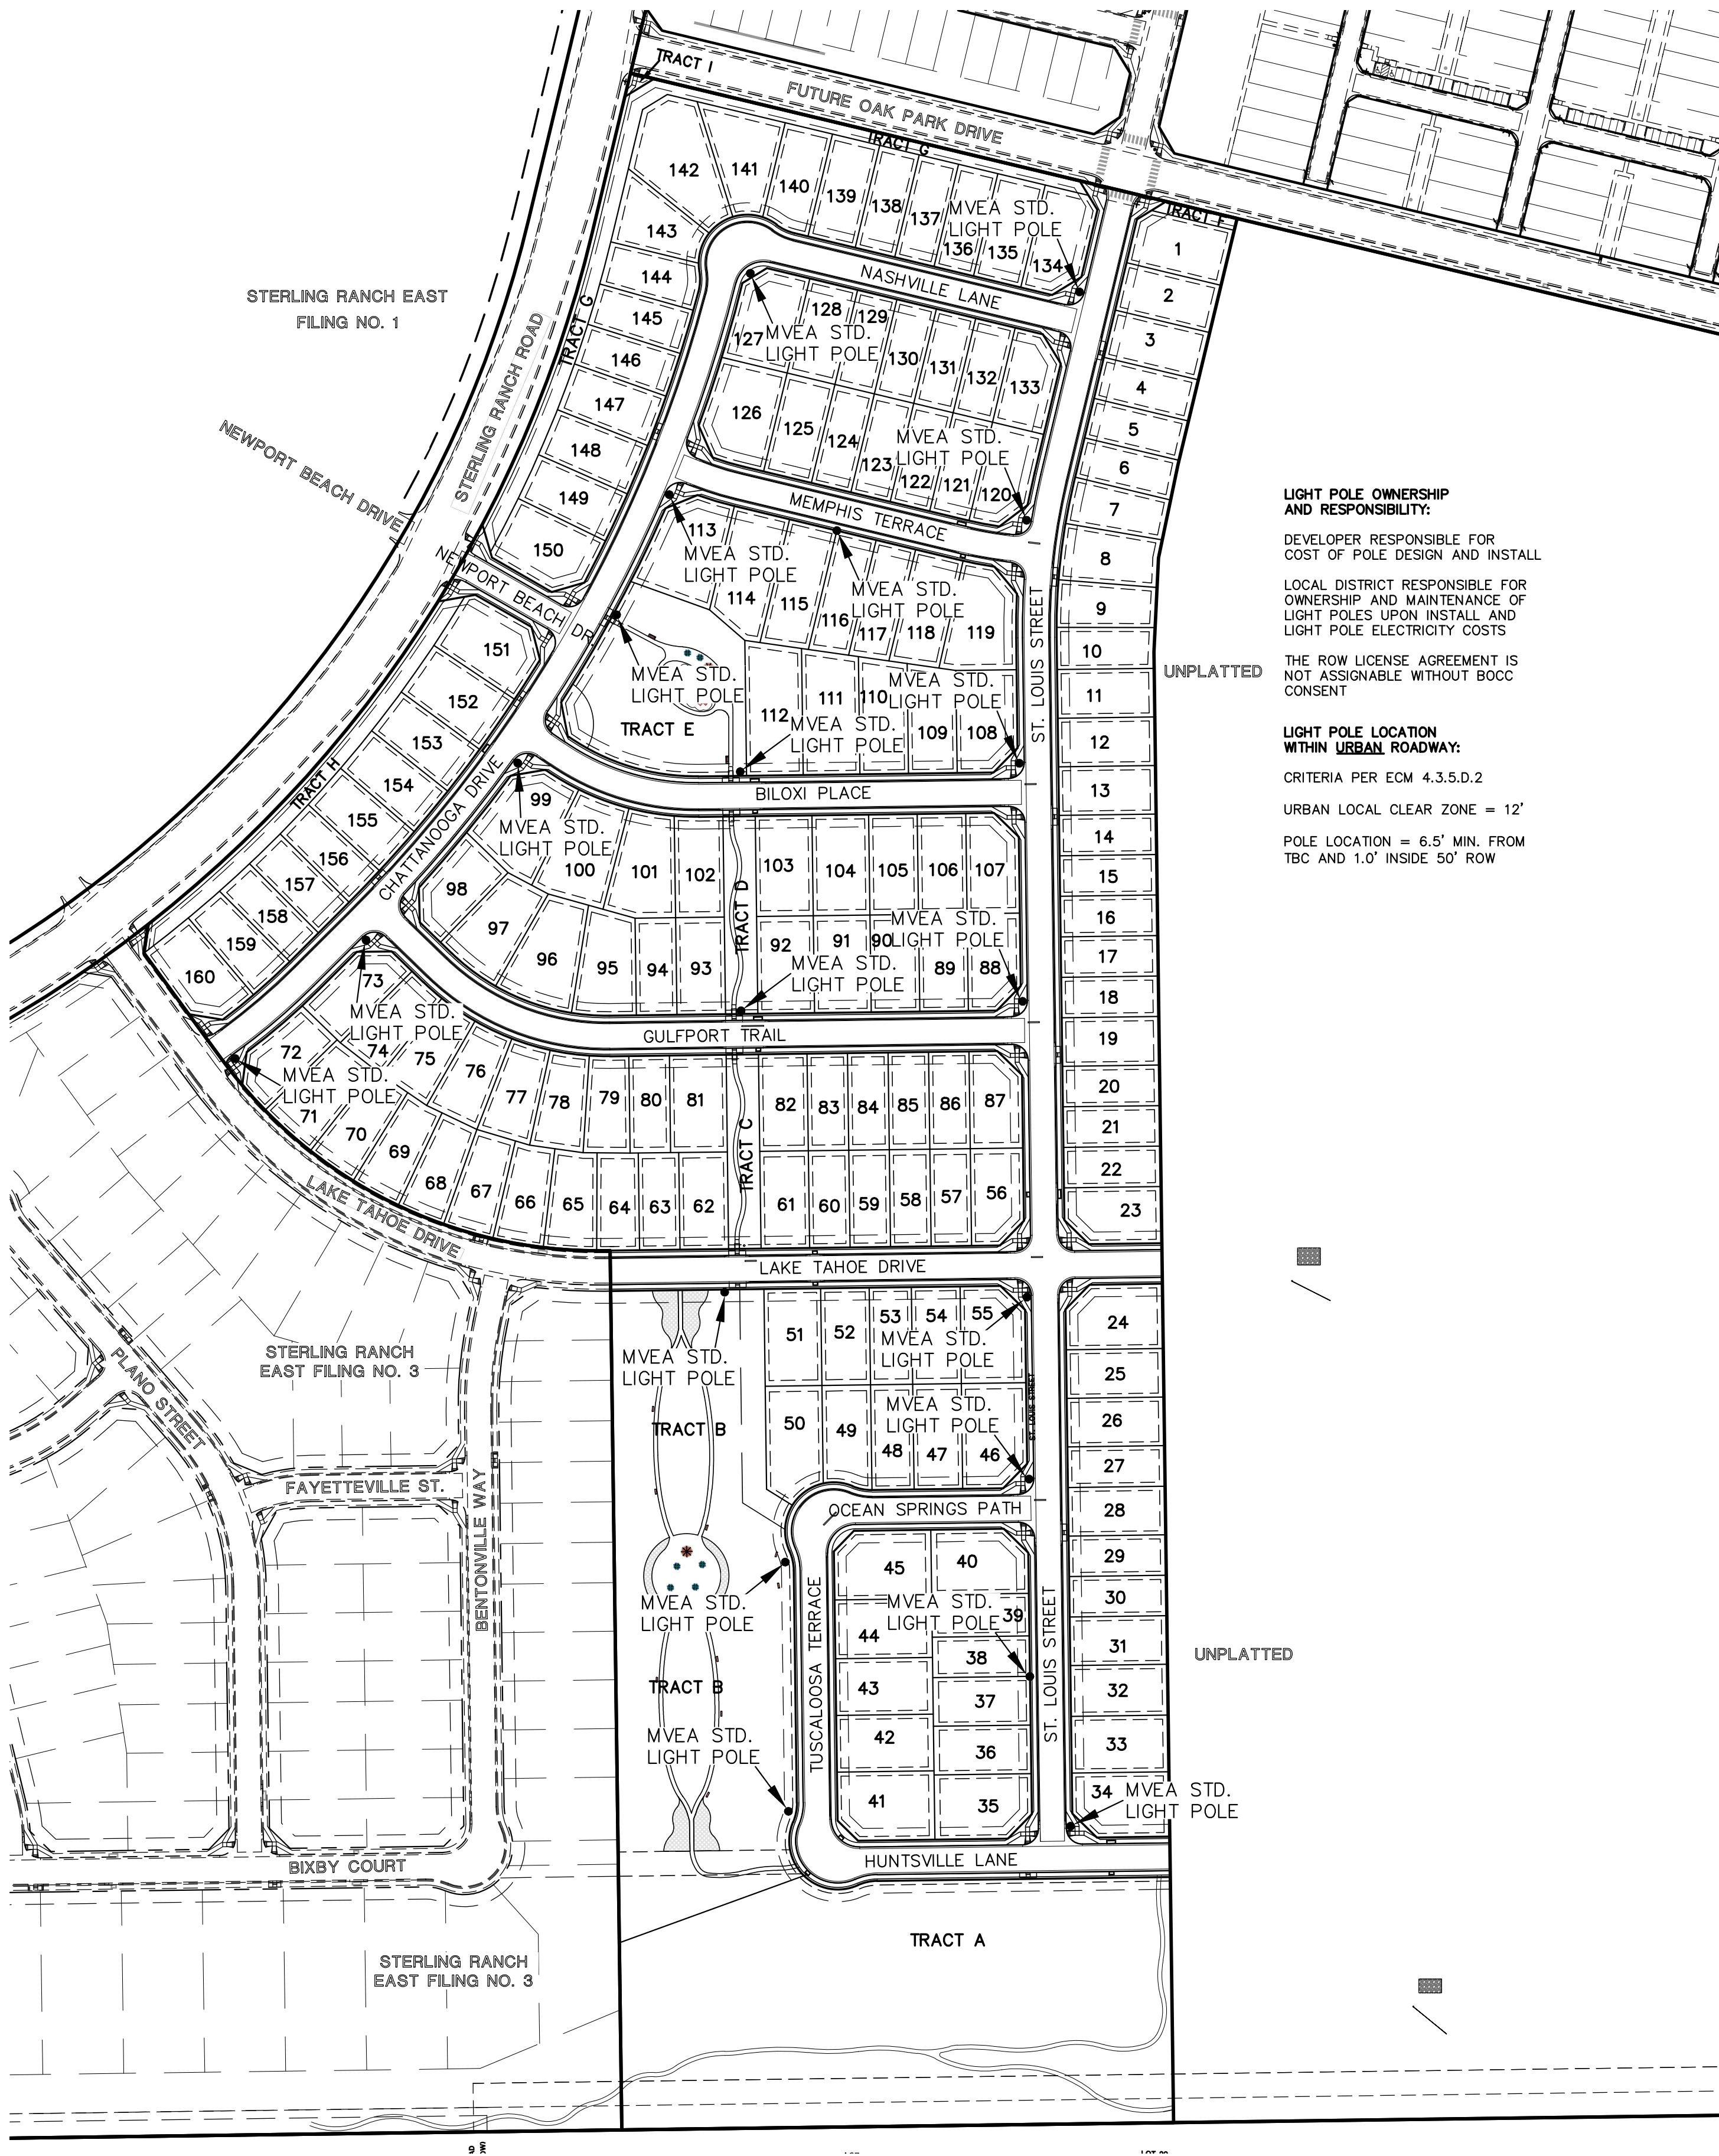 TRACT I
FUTURE OAK PARK DRIVE
TRACT G
TRACT F
142
141
140
139
138
137
136
135
134
MVEA STD.
LIGHT POLE
143
144
145
146
147
148
149
150
NASHVILLE LANE
STERLING RANCH EAST
FILING NO. 1
STERLING RANCH ROAD
TRACT G
NEWPORT BEACH DRIVE
NEWPORT BEACH DR
127
128
129
130
131
132
133
MVEA STD.
LIGHT POLE
126
125
124
123
122
121
120
MVEA STD.
LIGHT POLE
1
2
3
4
5
6
7
8
9
10
11
12
13
14
15
16
17
18
19
20
21
22
23
MEMPHIS TERRACE
113
MVEA STD.
LIGHT POLE
114
115
116
117
118
119
MVEA STD.
LIGHT POLE
ST. LOUIS STREET
UNPLATTED
LIGHT POLE OWNERSHIP
AND RESPONSIBILITY:
DEVELOPER RESPONSIBLE FOR
COST OF POLE DESIGN AND INSTALL
LOCAL DISTRICT RESPONSIBLE FOR
OWNERSHIP AND MAINTENANCE OF
LIGHT POLES UPON INSTALL AND
LIGHT POLE ELECTRICITY COSTS
THE ROW LICENSE AGREEMENT IS
NOT ASSIGNABLE WITHOUT BOCC
CONSENT
LIGHT POLE LOCATION
WITHIN URBAN ROADWAY:
CRITERIA PER ECM 4.3.5.D.2
URBAN LOCAL CLEAR ZONE = 12'
POLE LOCATION = 6.5' MIN. FROM
TBC AND 1.0' INSIDE 50' ROW
151
152
153
154
155
156
157
158
159
160
TRACT H
CHATTANOOGA DRIVE
MVEA STD.
LIGHT POLE
TRACT E
112
111
110
109
108
MVEA STD.
LIGHT POLE
MVEA STD.
LIGHT POLE
BILOXI PLACE
99
MVEA STD.
LIGHT POLE
100
101
102
103
104
105
106
107
TRACT D
98
97
96
95
94
93
92
91
90
89
88
MVEA STD.
LIGHT POLE
MVEA STD.
LIGHT POLE
GULFPORT TRAIL
73
MVEA STD.
LIGHT POLE
72
74
75
76
77
78
79
80
81
82
83
84
85
86
87
MVEA STD.
LIGHT POLE
TRACT C
71
70
69
68
67
66
65
64
63
62
61
60
59
58
57
56
LAKE TAHOE DRIVE
LAKE TAHOE DRIVE
51
52
53
54
55
MVEA STD.
LIGHT POLE
MVEA STD.
LIGHT POLE
ST. LOUIS STREET
24
25
26
27
28
29
30
31
32
33
34
STERLING RANCH
EAST FILING NO. 3
PLANO STREET
FAYETTEVILLE ST.
BENTONVILLE WAY
BIXBY COURT
TRACT B
50
49
48
47
46
MVEA STD.
LIGHT POLE
OCEAN SPRINGS PATH
MVEA STD.
LIGHT POLE
45
40
44
39
MVEA STD.
LIGHT POLE
38
43
37
42
36
41
35
TUSCALOOSA TERRACE
ST. LOUIS STREET
UNPLATTED
TRACT B
MVEA STD.
LIGHT POLE
MVEA STD.
LIGHT POLE
HUNTSVILLE LANE
TRACT A
STERLING RANCH
EAST FILING NO. 3